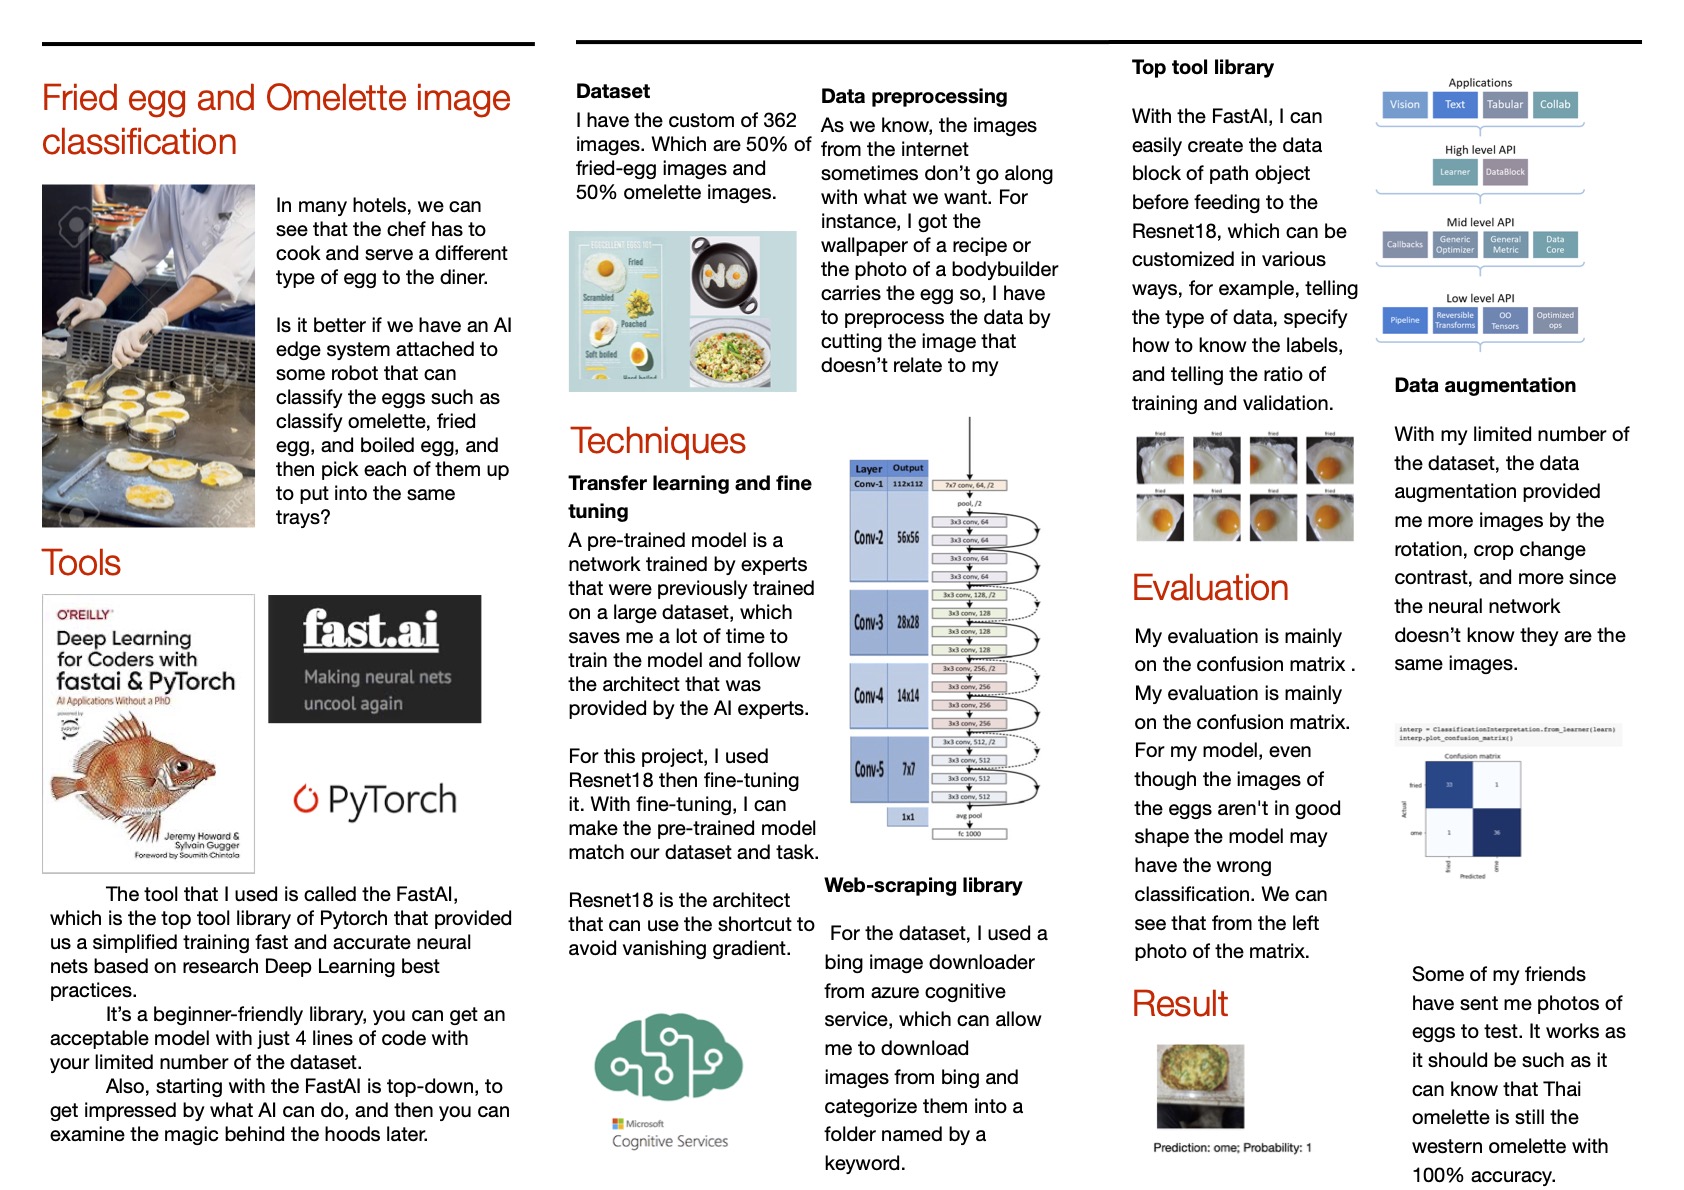 Fried egg and Omelette image
classification
In many hotels, we can
see that the chef has to
cook and serve a different
type of egg to the diner.
Is it better if we have an AI
edge system attached to
some robot that can
classify the eggs such as
classify omelette, fried
egg, and boiled egg, and
then pick each of them up
to put into the same
trays?
Tools
O'REILLY
Deep Learning
for Coders with
fastai & PyTorch
AI Applications Without a PhD
powered by
jupyter
Jeremy Howard &
Sylvain Gugger
Foreword by Soumith Chintala
fast.ai
Making neural nets
uncool again
PyTorch
The tool that I used is called the FastAI,
which is the top tool library of Pytorch that provided
us a simplified training fast and accurate neural
nets based on research Deep Learning best
practices.
It's a beginner-friendly library, you can get an
acceptable model with just 4 lines of code with
your limited number of the dataset.
Also, starting with the FastAI is top-down, to
get impressed by what AI can do, and then you can
examine the magic behind the hoods later.
Dataset
I have the custom of 362
images. Which are 50% of
fried-egg images and
50% omelette images.
EGGCELLENT EGGS 101
Fried
Scrambled
Poached
Soft boiled
Hard boiled
NO
Data preprocessing
As we know, the images
from the internet
sometimes don't go along
with what we want. For
instance, I got the
wallpaper of a recipe or
the photo of a bodybuilder
carries the egg so, I have
to preprocess the data by
cutting the image that
doesn't relate to my
Techniques
Transfer learning and fine
tuning
A pre-trained model is a
network trained by experts
that were previously trained
on a large dataset, which
saves me a lot of time to
train the model and follow
the architect that was
provided by the AI experts.
For this project, I used
Resnet18 then fine-tuning
it. With fine-tuning, I can
make the pre-trained model
match our dataset and task.
Resnet18 is the architect
that can use the shortcut to
avoid vanishing gradient.
Microsoft
Cognitive Services
Layer Output
Conv-1 112x112
Conv-2 56x56
Conv-3 28x28
Conv-4 14x14
Conv-5 7x7
1x1
7x7 conv, 64, /2
pool, /2
3x3 conv, 64
3x3 conv, 64
3x3 conv, 64
3x3 conv, 64
3x3 conv, 128, /2
3x3 conv, 128
3x3 conv, 128
3x3 conv, 128
3x3 conv, 256, /2
3x3 conv, 256
3x3 conv, 256
3x3 conv, 256
3x3 conv, 512, /2
3x3 conv, 512
3x3 conv, 512
3x3 conv, 512
avg pool
fc 1000
Web-scraping library
For the dataset, I used a
bing image downloader
from azure cognitive
service, which can allow
me to download
images from bing and
categorize them into a
folder named by a
keyword.
Top tool library
With the FastAI, I can
easily create the data
block of path object
before feeding to the
Resnet18, which can be
customized in various
ways, for example, telling
the type of data, specify
how to know the labels,
and telling the ratio of
training and validation.
fried fried fried fried
fried fried fried fried
Applications
Vision Text Tabular Collab
High level API
Learner DataBlock
Mid level API
Callbacks Generic Optimizer General Metric Data Core
Low level API
Pipeline Reversible Transforms OO Tensors Optimized ops
Data augmentation
With my limited number of
the dataset, the data
augmentation provided
me more images by the
rotation, crop change
contrast, and more since
the neural network
doesn't know they are the
same images.
Evaluation
My evaluation is mainly
on the confusion matrix .
My evaluation is mainly
on the confusion matrix.
For my model, even
though the images of
the eggs aren't in good
shape the model may
have the wrong
classification. We can
see that from the left
photo of the matrix.
interp = ClassificationInterpretation.from_learner(learn)
interp.plot_confusion_matrix()
Confusion matrix
Actual
fried 33 1
ome 1 36
fried ome
Predicted
Result
Prediction: ome; Probability: 1
Some of my friends
have sent me photos of
eggs to test. It works as
it should be such as it
can know that Thai
omelette is still the
western omelette with
100% accuracy.